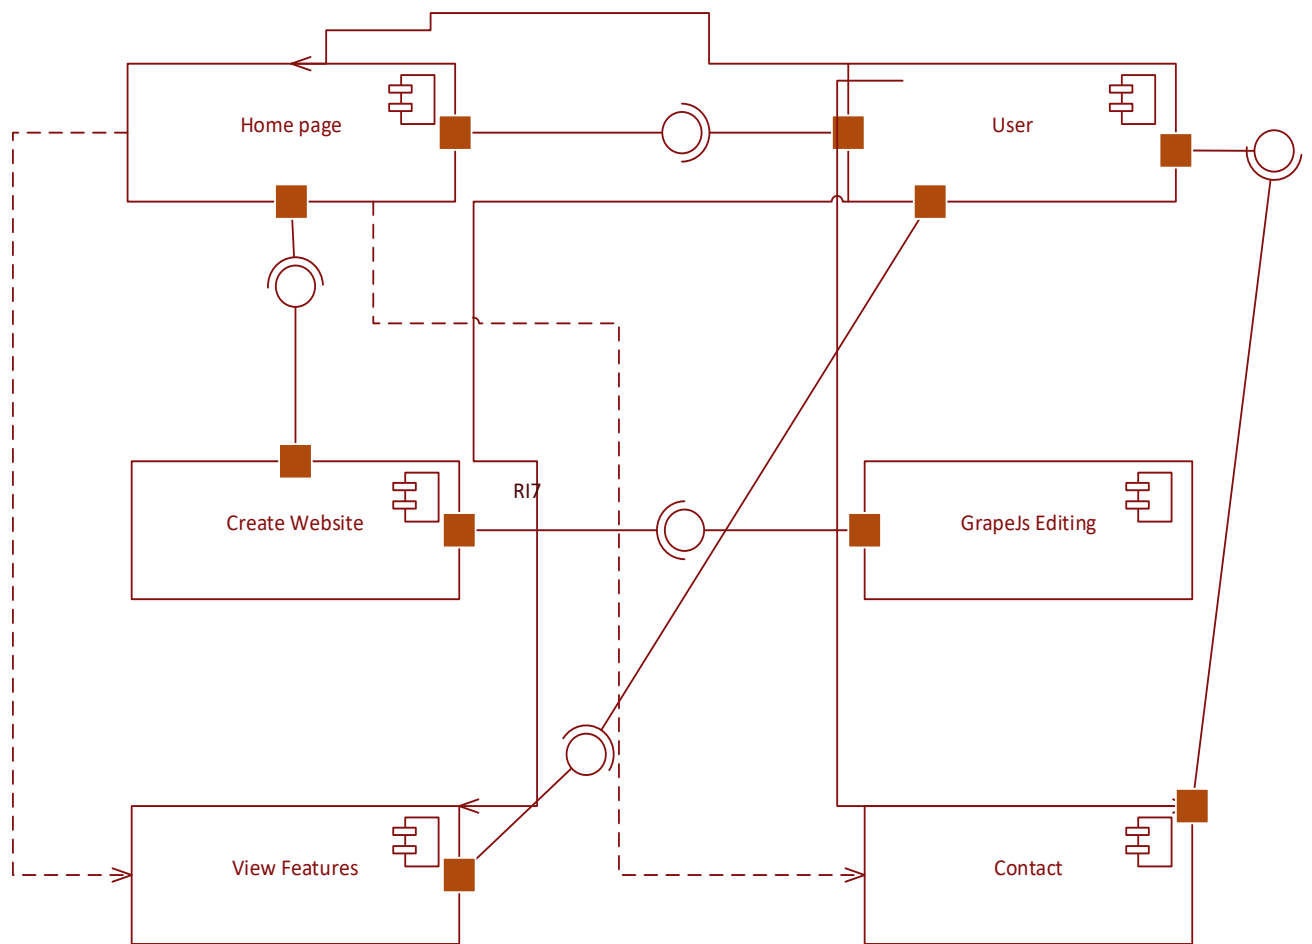 Home page
User
Create Website
RI7
GrapeJs Editing
View Features
Contact